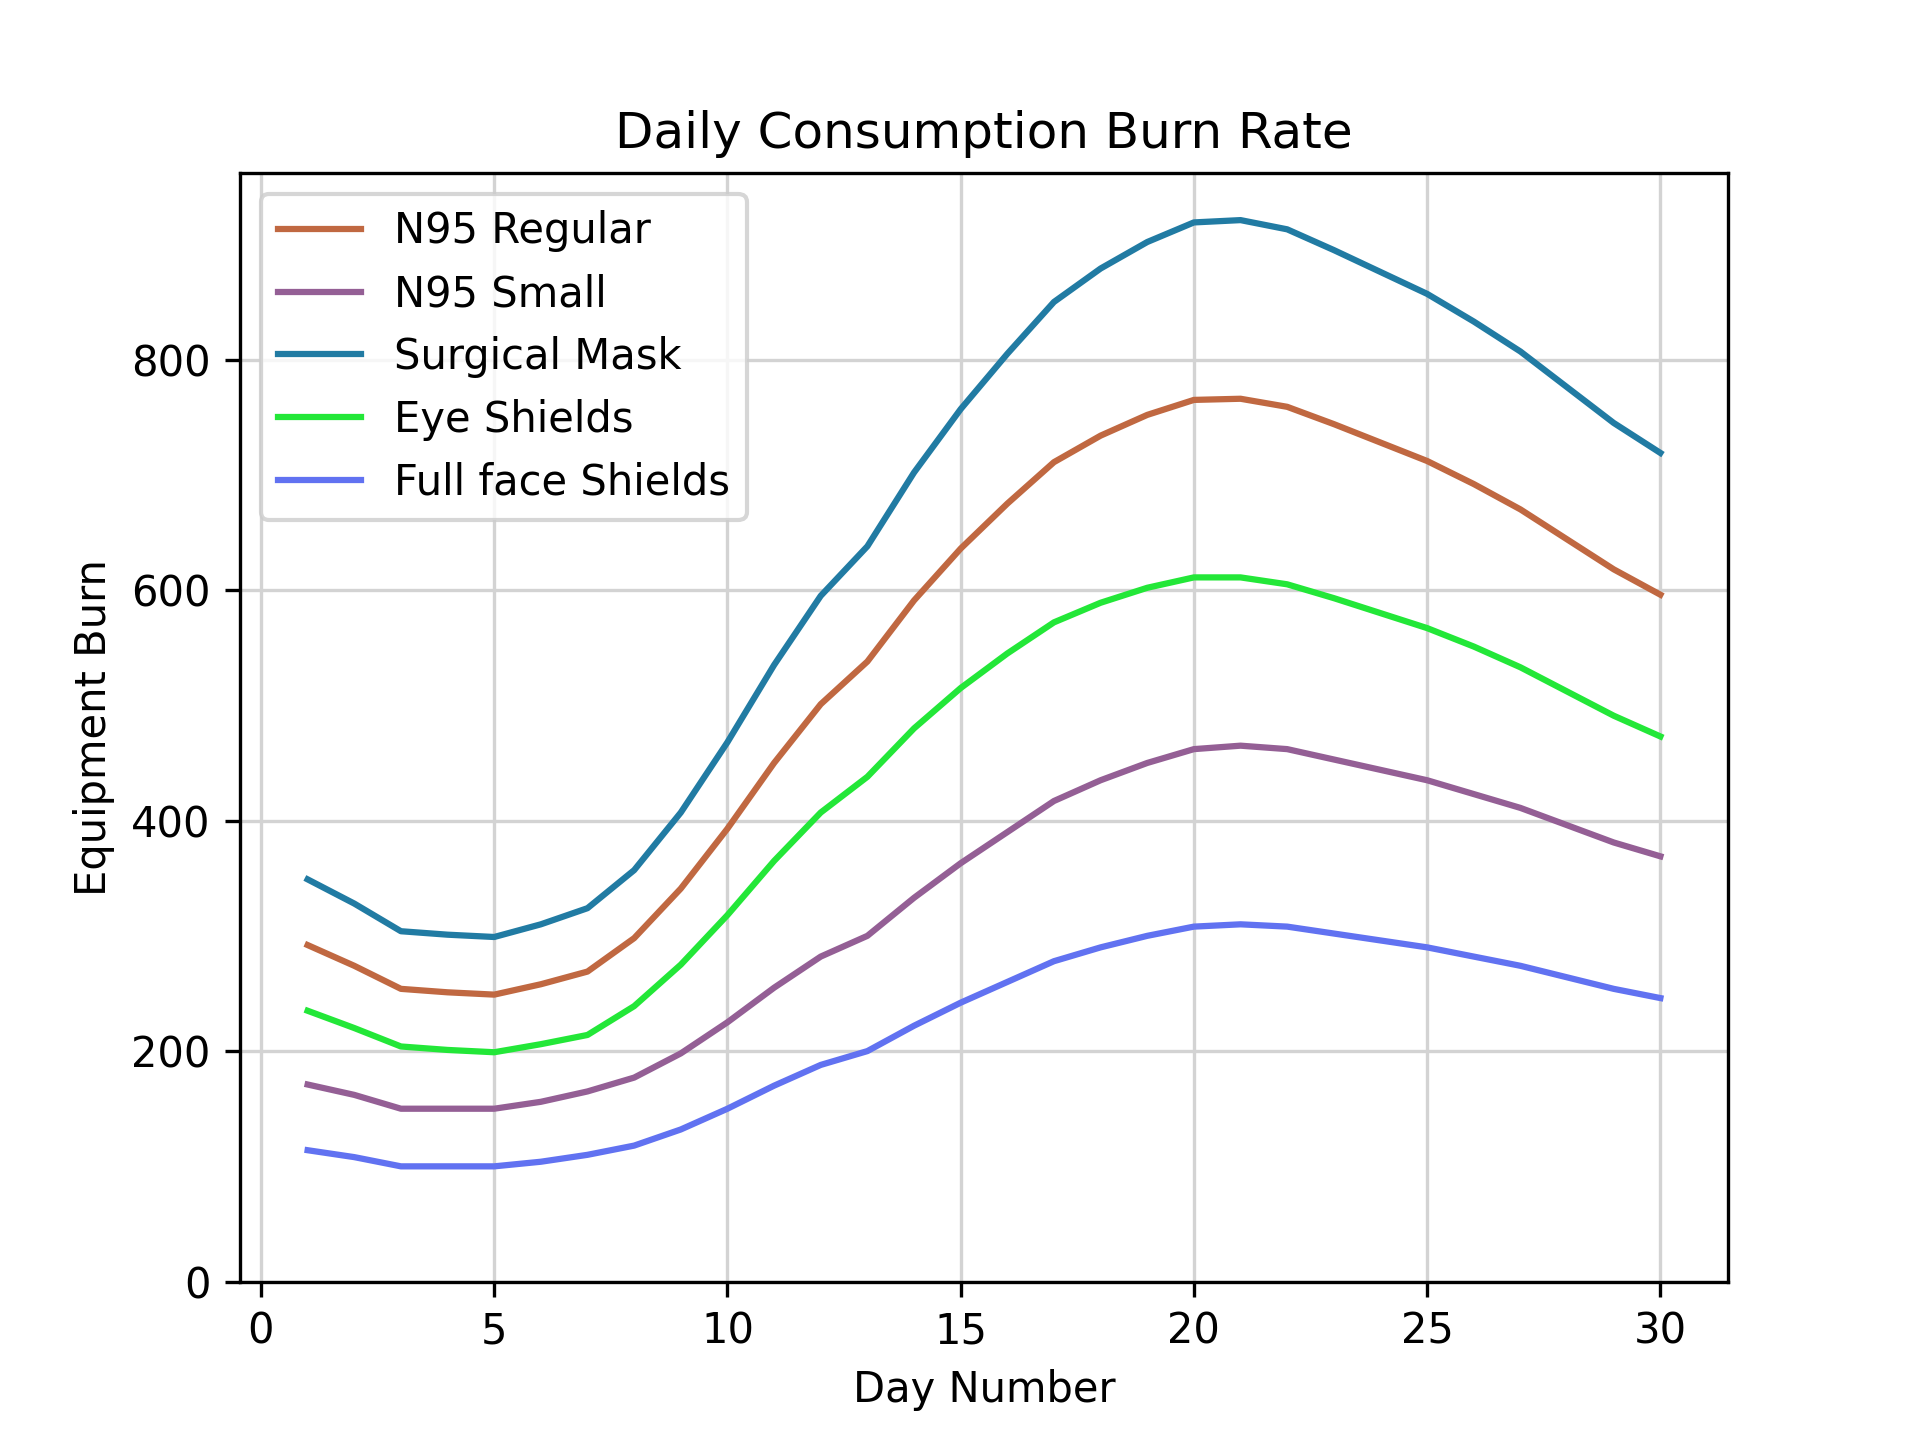 Daily Consumption Burn Rate
N95 Regular
N95 Small
Surgical Mask
Eye Shields
Full face Shields
Equipment Burn
800
600
400
200
0
0 5 10 15 20 25 30
Day Number